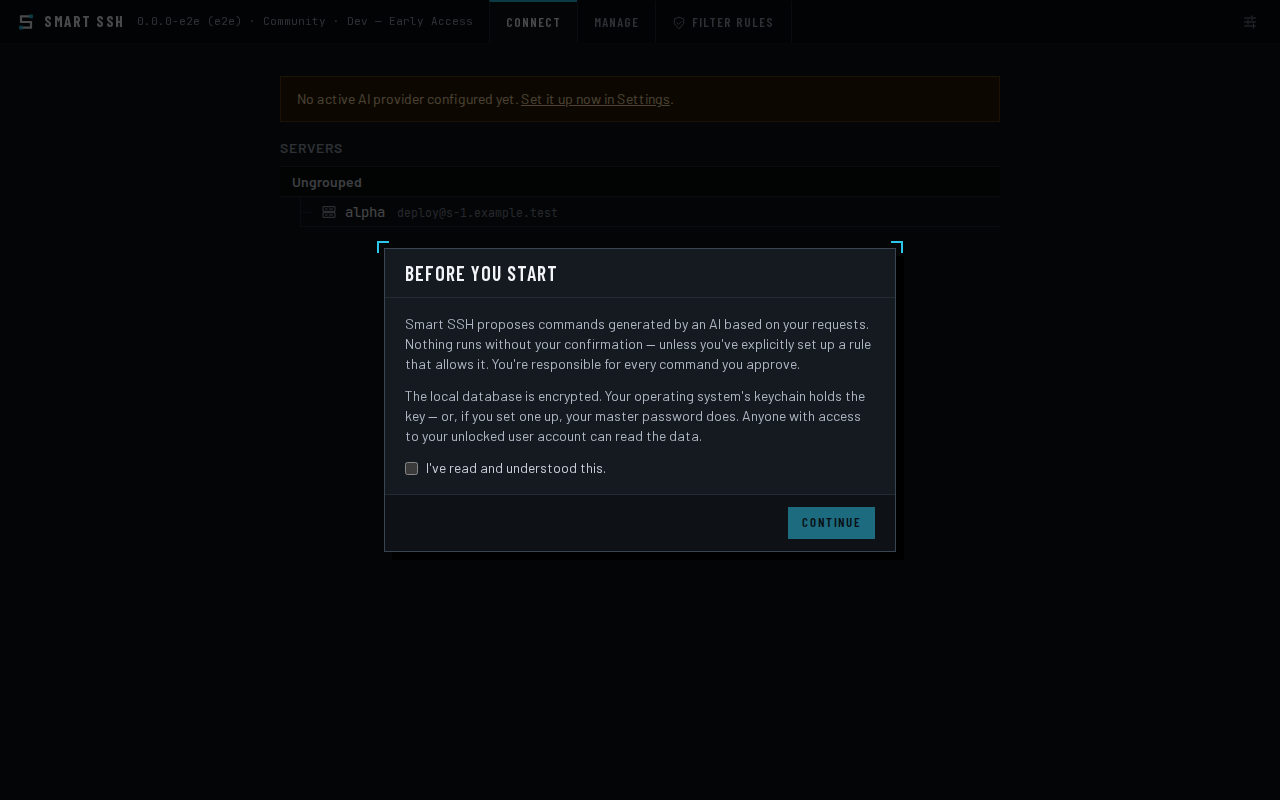 SMART SSH 0.0.0-e2e (e2e) · Community · Dev — Early Access CONNECT MANAGE FILTER RULES
No active AI provider configured yet. Set it up now in Settings.
SERVERS
Ungrouped
alpha deploy@s-1.example.test
BEFORE YOU START
Smart SSH proposes commands generated by an AI based on your requests.
Nothing runs without your confirmation — unless you've explicitly set up a rule
that allows it. You're responsible for every command you approve.
The local database is encrypted. Your operating system's keychain holds the
key — or, if you set one up, your master password does. Anyone with access
to your unlocked user account can read the data.
I've read and understood this.
CONTINUE